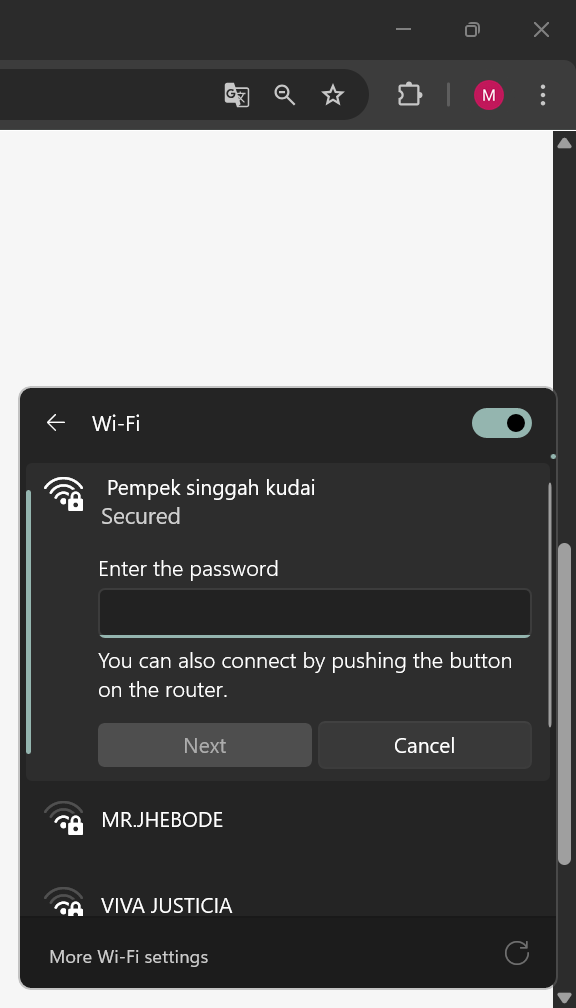 M
Wi-Fi
Pempek singgah kudai
Secured
Enter the password
You can also connect by pushing the button
on the router.
Next
Cancel
MR.JHEBODE
VIVA JUSTICIA
More Wi-Fi settings